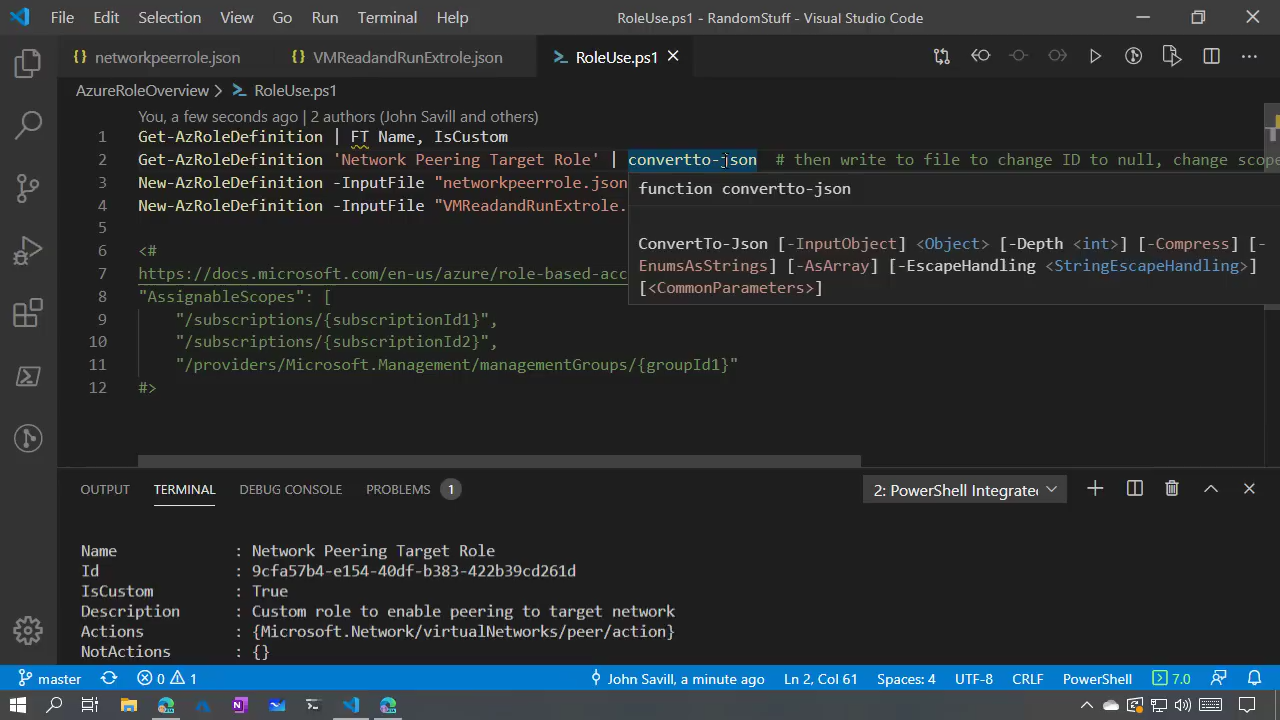 File Edit Selection View Go Run Terminal Help RoleUse.ps1 - RandomStuff - Visual Studio Code
{} networkpeerrole.json {} VMReadandRunExtrole.json RoleUse.ps1
AzureRoleOverview > RoleUse.ps1
You, a few seconds ago | 2 authors (John Savill and others)
1 Get-AzRoleDefinition | FT Name, IsCustom
2 Get-AzRoleDefinition 'Network Peering Target Role' | convertto-json # then write to file to change ID to null, change scope
3 New-AzRoleDefinition -InputFile "networkpeerrole.json
4 New-AzRoleDefinition -InputFile "VMReadandRunExtrole.
function convertto-json
ConvertTo-Json [-InputObject] <Object> [-Depth <int>] [-Compress] [-
EnumsAsStrings] [-AsArray] [-EscapeHandling <StringEscapeHandling>]
[<CommonParameters>]
5
6 <#
7 https://docs.microsoft.com/en-us/azure/role-based-acc
8 "AssignableScopes": [
9 "/subscriptions/{subscriptionId1}",
10 "/subscriptions/{subscriptionId2}",
11 "/providers/Microsoft.Management/managementGroups/{groupId1}"
12 #>
OUTPUT TERMINAL DEBUG CONSOLE PROBLEMS 1 2: PowerShell Integrate
Name : Network Peering Target Role
Id : 9cfa57b4-e154-40df-b383-422b39cd261d
IsCustom : True
Description : Custom role to enable peering to target network
Actions : {Microsoft.Network/virtualNetworks/peer/action}
NotActions : {}
master 0 1 John Savill, a minute ago Ln 2, Col 61 Spaces: 4 UTF-8 CRLF PowerShell 7.0